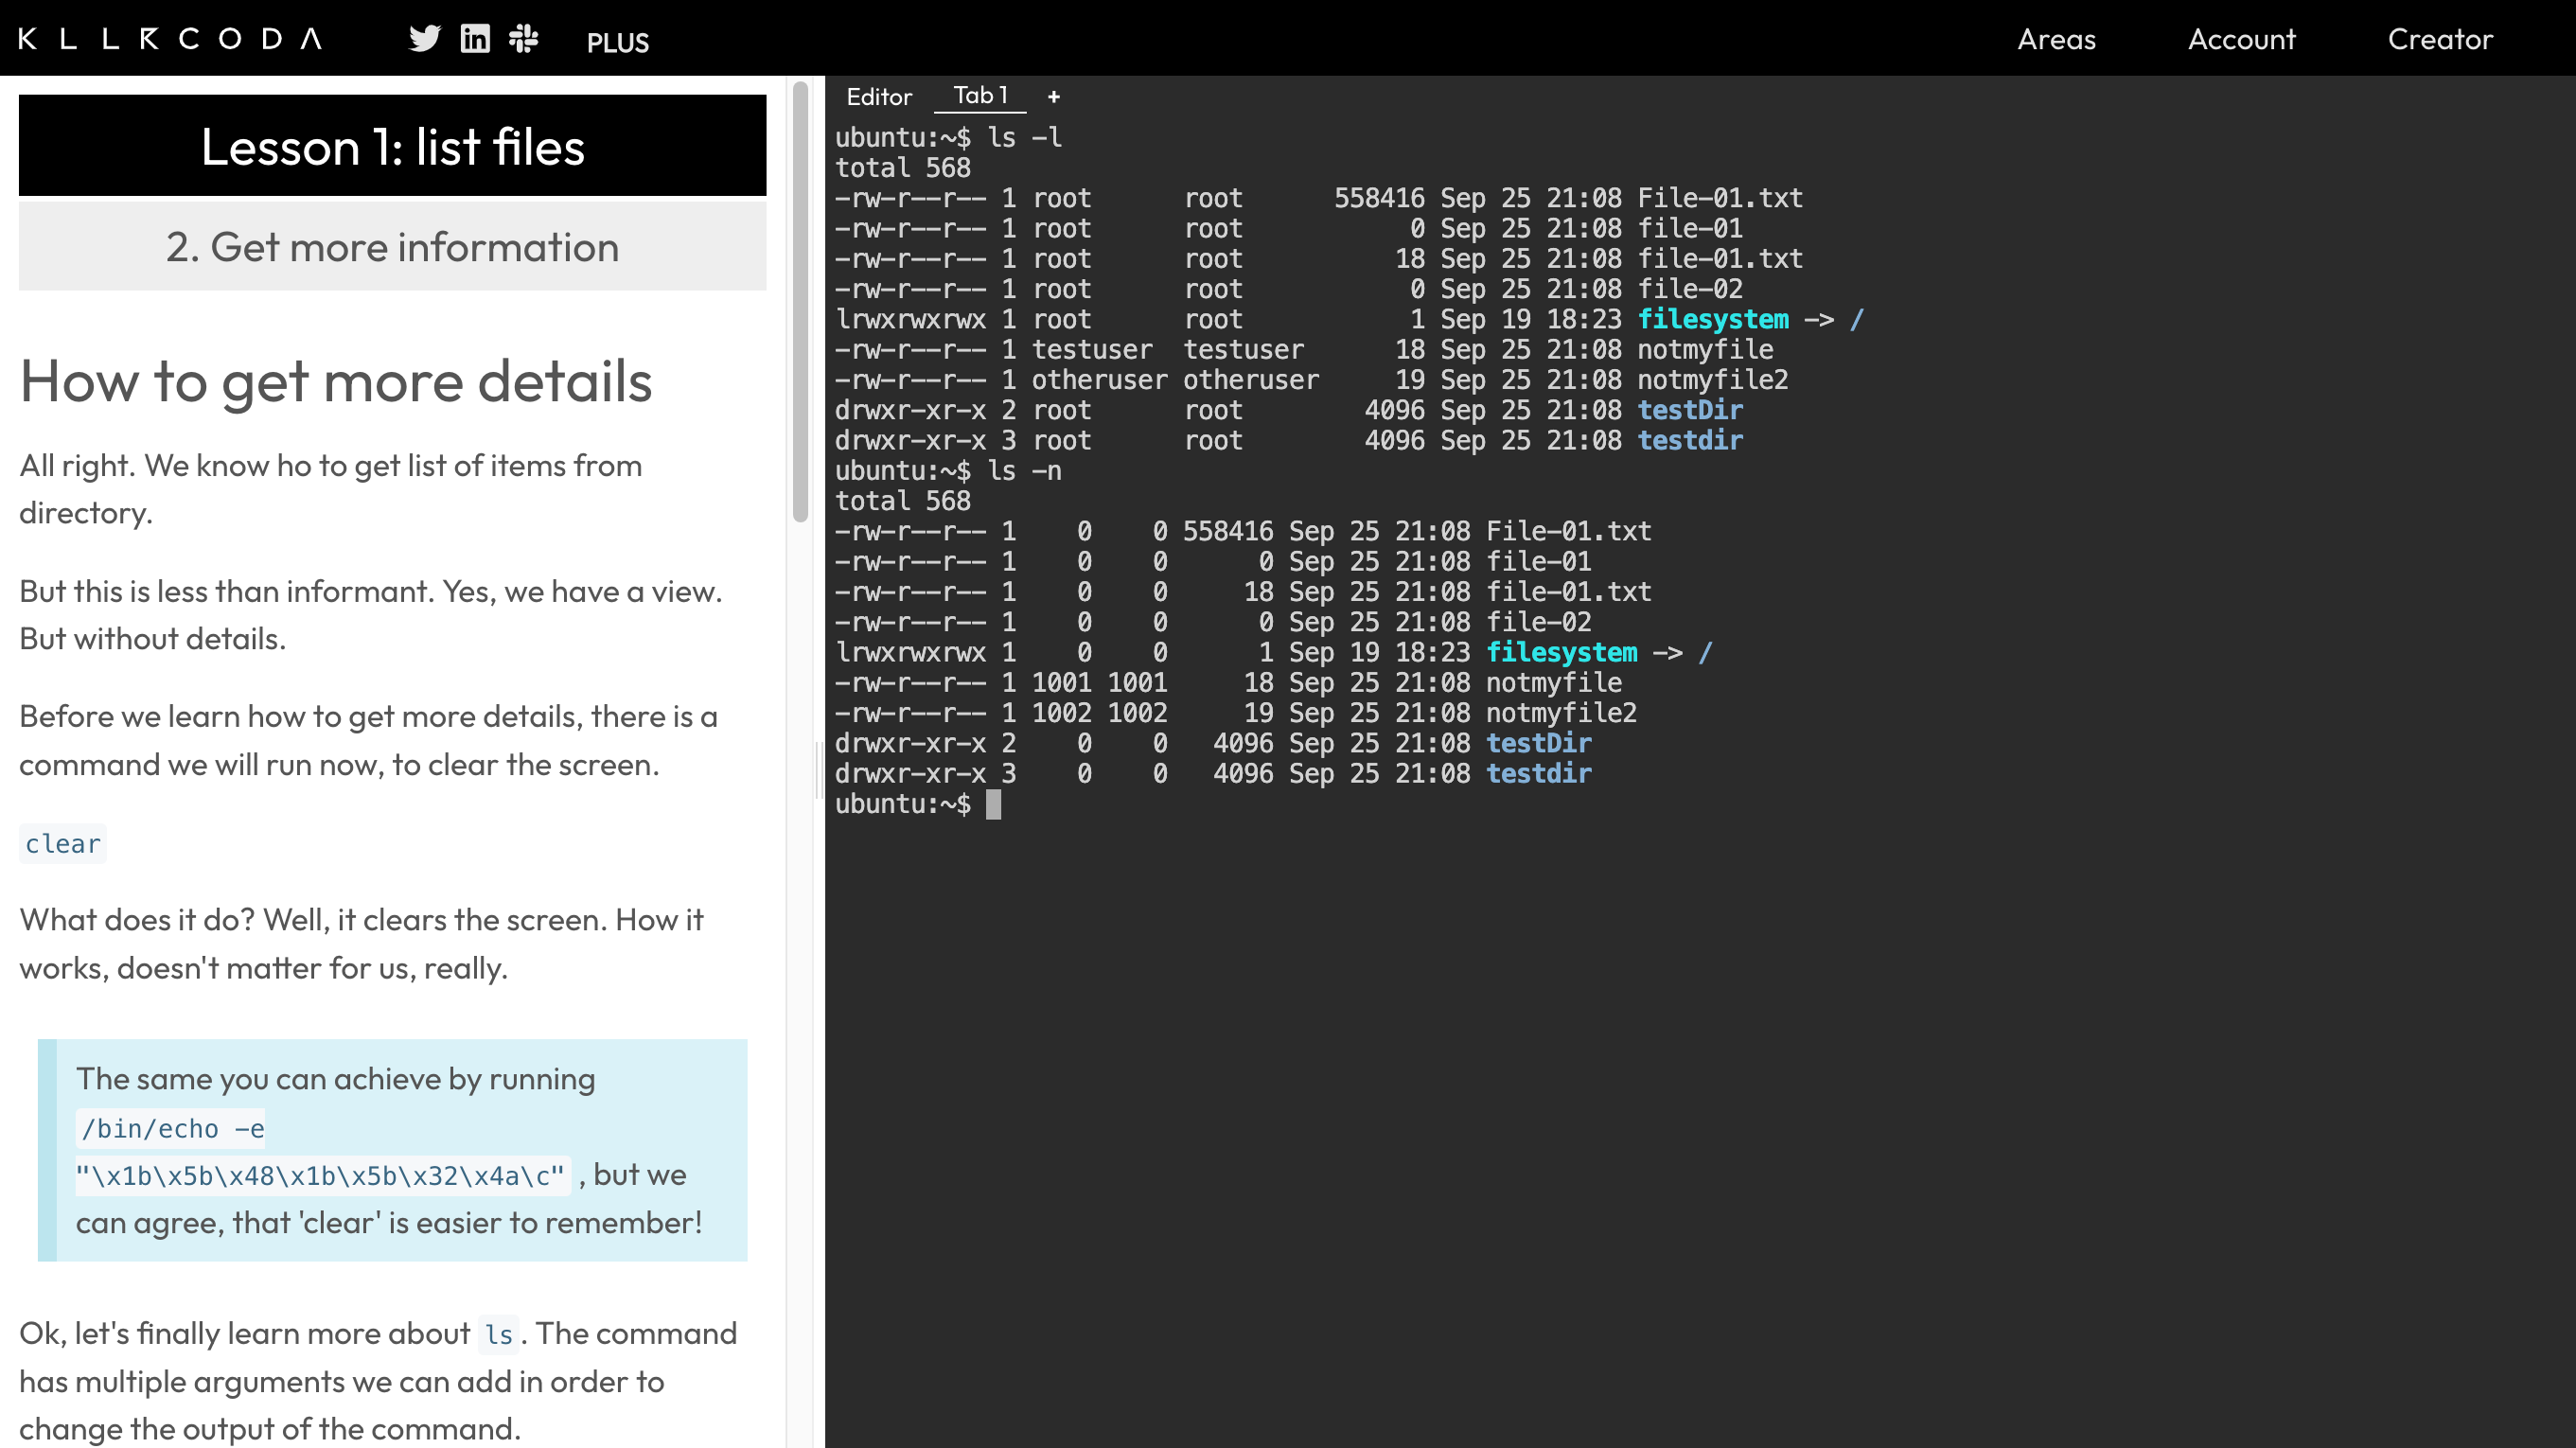 KLLRCODA PLUS Areas Account Creator
Lesson 1: list files
2. Get more information
How to get more details
All right. We know ho to get list of items from
directory.
But this is less than informant. Yes, we have a view.
But without details.
Before we learn how to get more details, there is a
command we will run now, to clear the screen.
clear
What does it do? Well, it clears the screen. How it
works, doesn't matter for us, really.
The same you can achieve by running
/bin/echo -e
"\x1b\x5b\x48\x1b\x5b\x32\x4a\c" , but we
can agree, that 'clear' is easier to remember!
Ok, let's finally learn more about ls. The command
has multiple arguments we can add in order to
change the output of the command.
Editor Tab 1 +
ubuntu:~$ ls -l
total 568
-rw-r--r-- 1 root      root      558416 Sep 25 21:08 File-01.txt
-rw-r--r-- 1 root      root           0 Sep 25 21:08 file-01
-rw-r--r-- 1 root      root          18 Sep 25 21:08 file-01.txt
-rw-r--r-- 1 root      root           0 Sep 25 21:08 file-02
lrwxrwxrwx 1 root      root           1 Sep 19 18:23 filesystem -> /
-rw-r--r-- 1 testuser  testuser      18 Sep 25 21:08 notmyfile
-rw-r--r-- 1 otheruser otheruser     19 Sep 25 21:08 notmyfile2
drwxr-xr-x 2 root      root        4096 Sep 25 21:08 testDir
drwxr-xr-x 3 root      root        4096 Sep 25 21:08 testdir
ubuntu:~$ ls -n
total 568
-rw-r--r-- 1    0    0 558416 Sep 25 21:08 File-01.txt
-rw-r--r-- 1    0    0      0 Sep 25 21:08 file-01
-rw-r--r-- 1    0    0     18 Sep 25 21:08 file-01.txt
-rw-r--r-- 1    0    0      0 Sep 25 21:08 file-02
lrwxrwxrwx 1    0    0      1 Sep 19 18:23 filesystem -> /
-rw-r--r-- 1 1001 1001     18 Sep 25 21:08 notmyfile
-rw-r--r-- 1 1002 1002     19 Sep 25 21:08 notmyfile2
drwxr-xr-x 2    0    0   4096 Sep 25 21:08 testDir
drwxr-xr-x 3    0    0   4096 Sep 25 21:08 testdir
ubuntu:~$